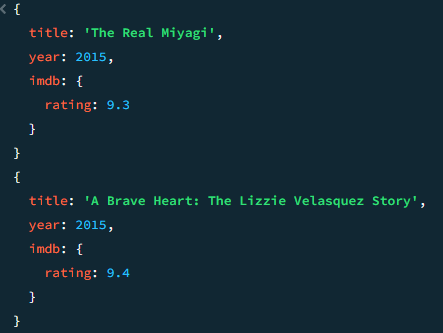 {
title: 'The Real Miyagi',
year: 2015,
imdb: {
rating: 9.3
}
}
{
title: 'A Brave Heart: The Lizzie Velasquez Story',
year: 2015,
imdb: {
rating: 9.4
}
}